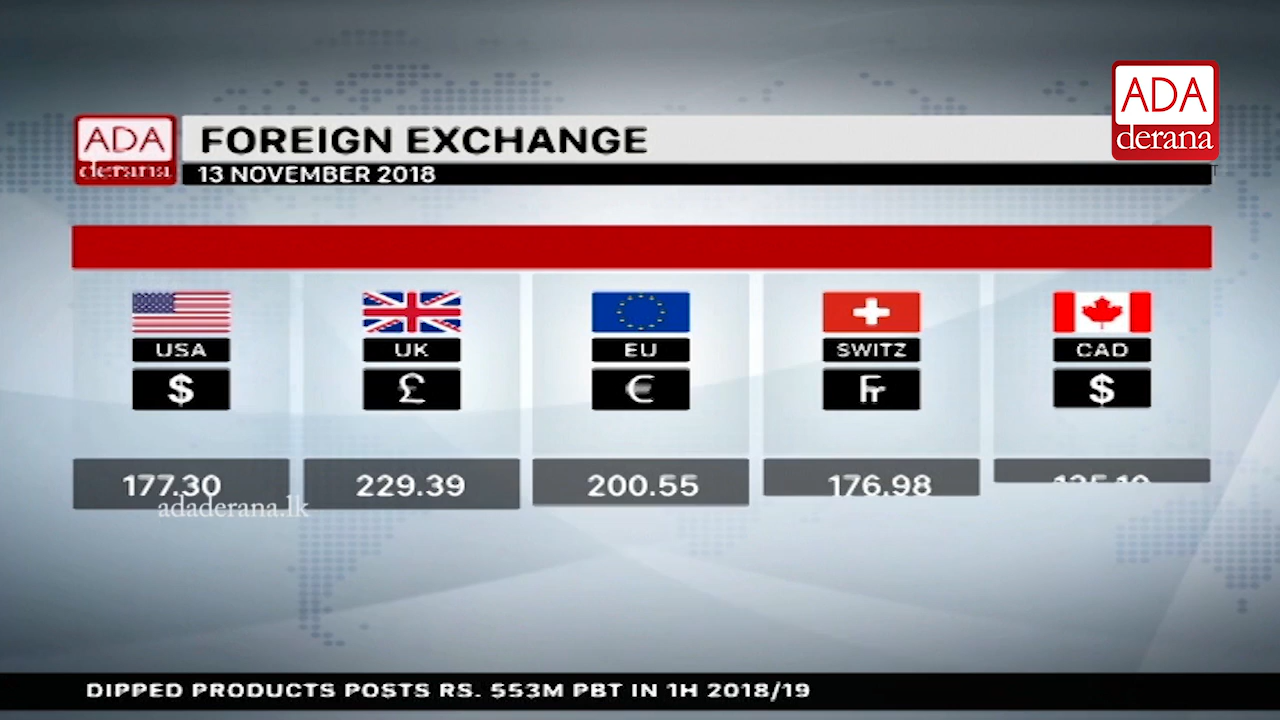 ADA
derana
ADA
derana
FOREIGN EXCHANGE
13 NOVEMBER 2018
USA
UK
EU
SWITZ
CAD
$
£
€
Fr
$
177.30
229.39
200.55
176.98
adaderana.lk
DIPPED PRODUCTS POSTS RS. 553M PBT IN 1H 2018/19